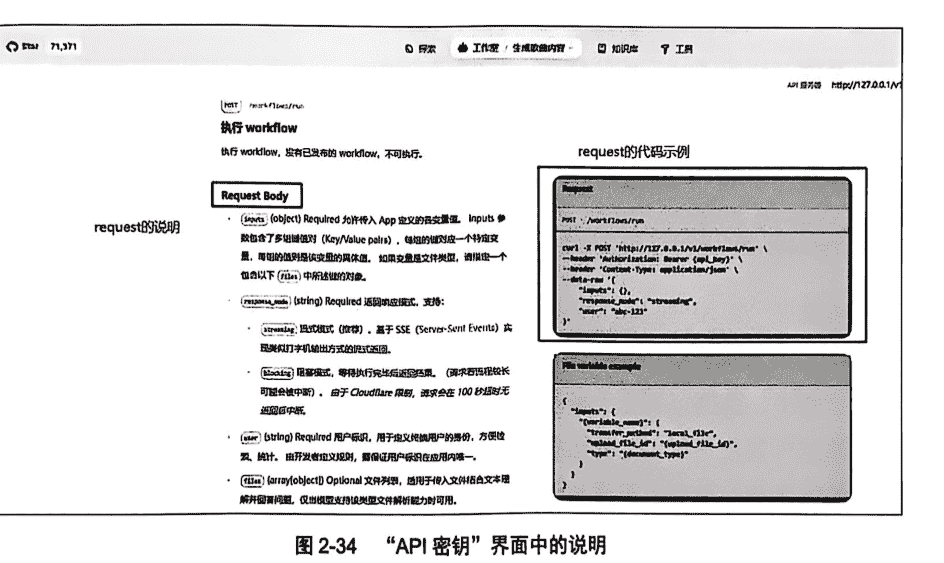 Star 71,371
探索 工作室 / 生成歌曲内容 知识库 工具
API 服务器 http://127.0.0.1/v1
POST /workflows/run
执行 workflow
执行 workflow，没有已发布的 workflow，不可执行。
request的代码示例
Request Body
request的说明
inputs (object) Required 允许传入 App 定义的各变量值。 inputs 参
数包含了多组键值对（Key/Value pairs），每组的键对应一个特定变
量，每组的值则是该变量的具体值。 如果变量是文件类型，请指定一个
包含以下 files 中所述键的对象。
response_mode (string) Required 返回响应模式，支持：
streaming 流式模式（推荐）。基于 SSE（Server-Sent Events）实
现类似打字机输出方式的流式返回。
blocking 阻塞模式，等待执行完毕后返回结果。（请求若流程较长
可能会被中断）。 由于 Cloudflare 限制，请求会在 100 秒超时无
返回后中断。
user (string) Required 用户标识，用于定义终端用户的身份，方便检
索、统计。 由开发者定义规则，需保证用户标识在应用内唯一。
files (array[object]) Optional 文件列表，适用于传入文件结合文本理
解并回答问题，仅当模型支持该类型文件解析能力时可用。
Request
POST /workflows/run
curl -X POST 'http://127.0.0.1/v1/workflows/run' \
--header 'Authorization: Bearer {api_key}' \
--header 'Content-Type: application/json' \
--data-raw '{
"inputs": {},
"response_mode": "streaming",
"user": "abc-123"
}'
File variable example
{
"inputs": {
"{variable_name}": {
"transfer_method": "local_file",
"upload_file_id": "{upload_file_id}",
"type": "{document_type}"
}
}
}
图 2-34 “API 密钥”界面中的说明